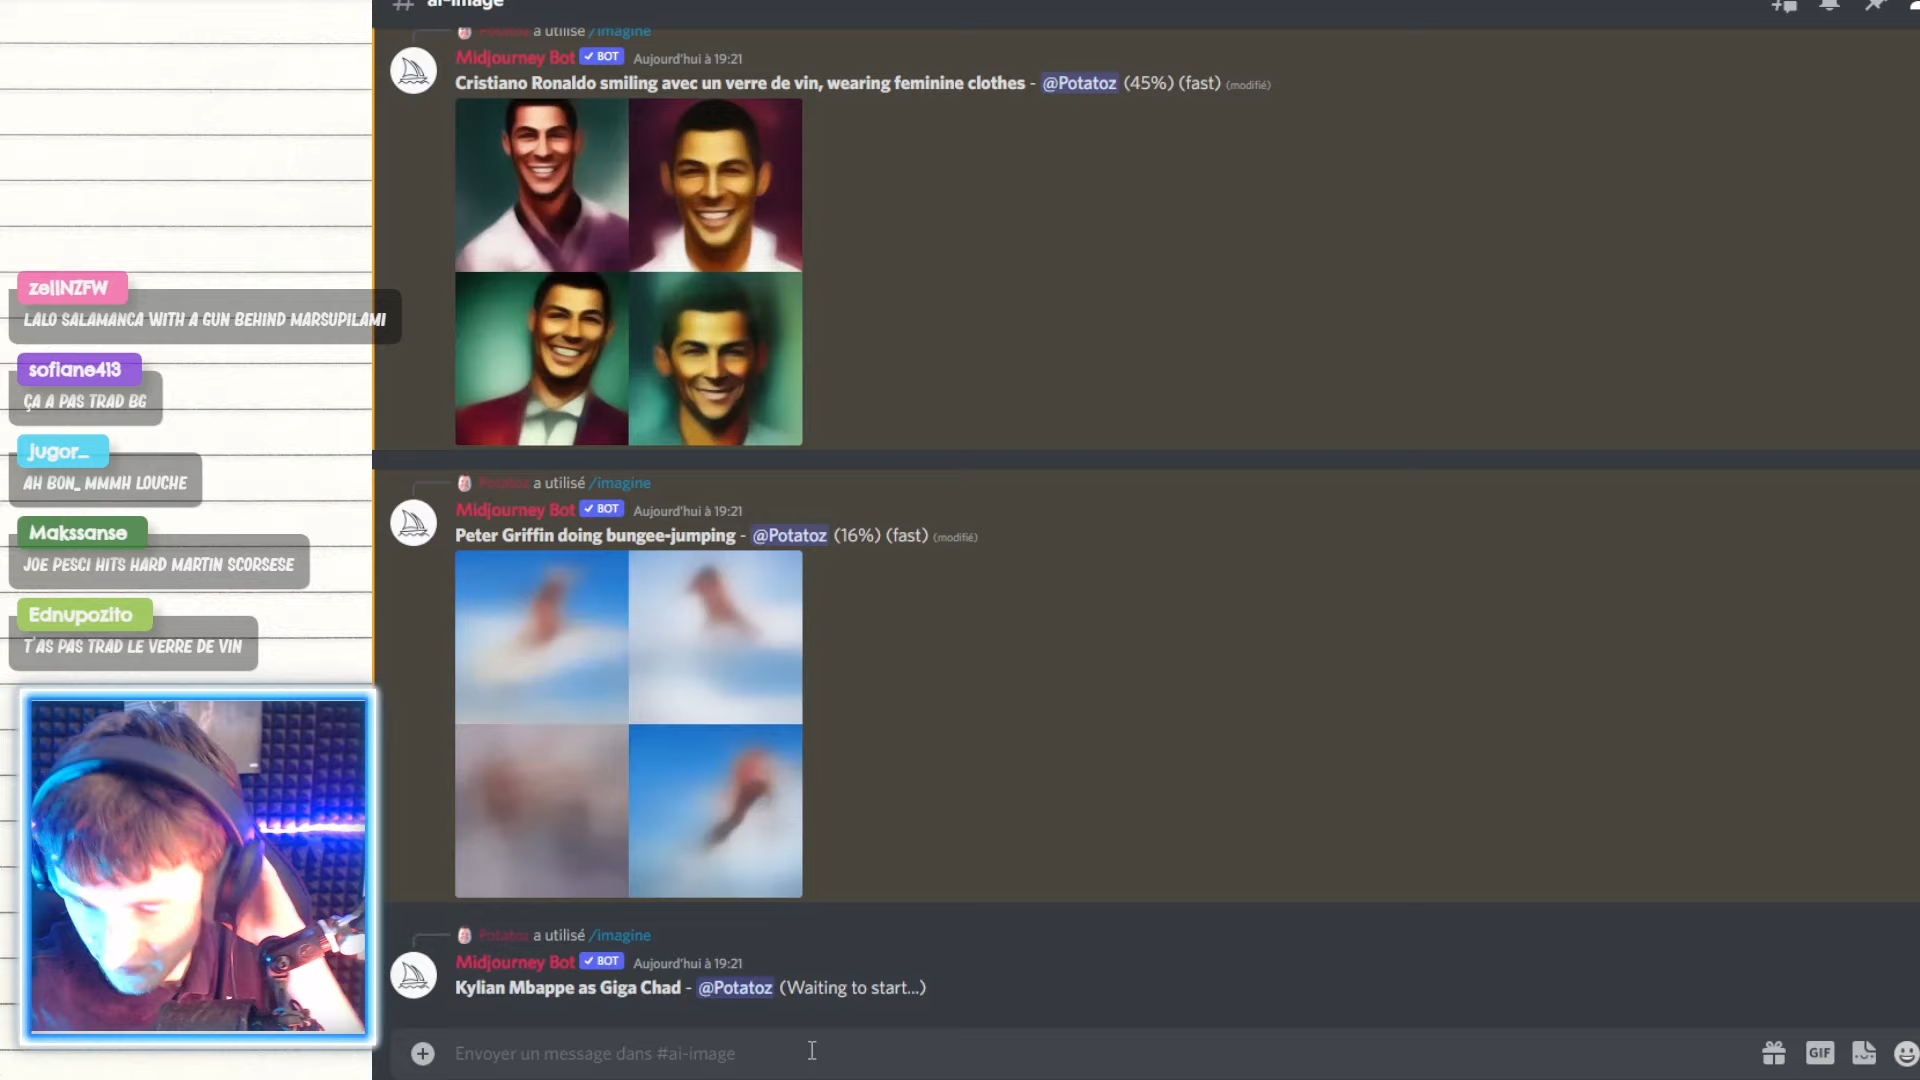 ai-image
Potatoz a utilisé /imagine
Midjourney Bot ✔ BOT Aujourd'hui à 19:21
Cristiano Ronaldo smiling avec un verre de vin, wearing feminine clothes - @Potatoz (45%) (fast) (modifié)
zellNZFW
LALO SALAMANCA WITH A GUN BEHIND MARSUPILAMI
sofiane413
ÇA A PAS TRAD BG
jugor_
AH BON_ MMMH LOUCHE
Makssanse
JOE PESCI HITS HARD MARTIN SCORSESE
Ednupozito
T'AS PAS TRAD LE VERRE DE VIN
Potatoz a utilisé /imagine
Midjourney Bot ✔ BOT Aujourd'hui à 19:21
Peter Griffin doing bungee-jumping - @Potatoz (16%) (fast) (modifié)
Potatoz a utilisé /imagine
Midjourney Bot ✔ BOT Aujourd'hui à 19:21
Kylian Mbappe as Giga Chad - @Potatoz (Waiting to start...)
Envoyer un message dans #ai-image
GIF